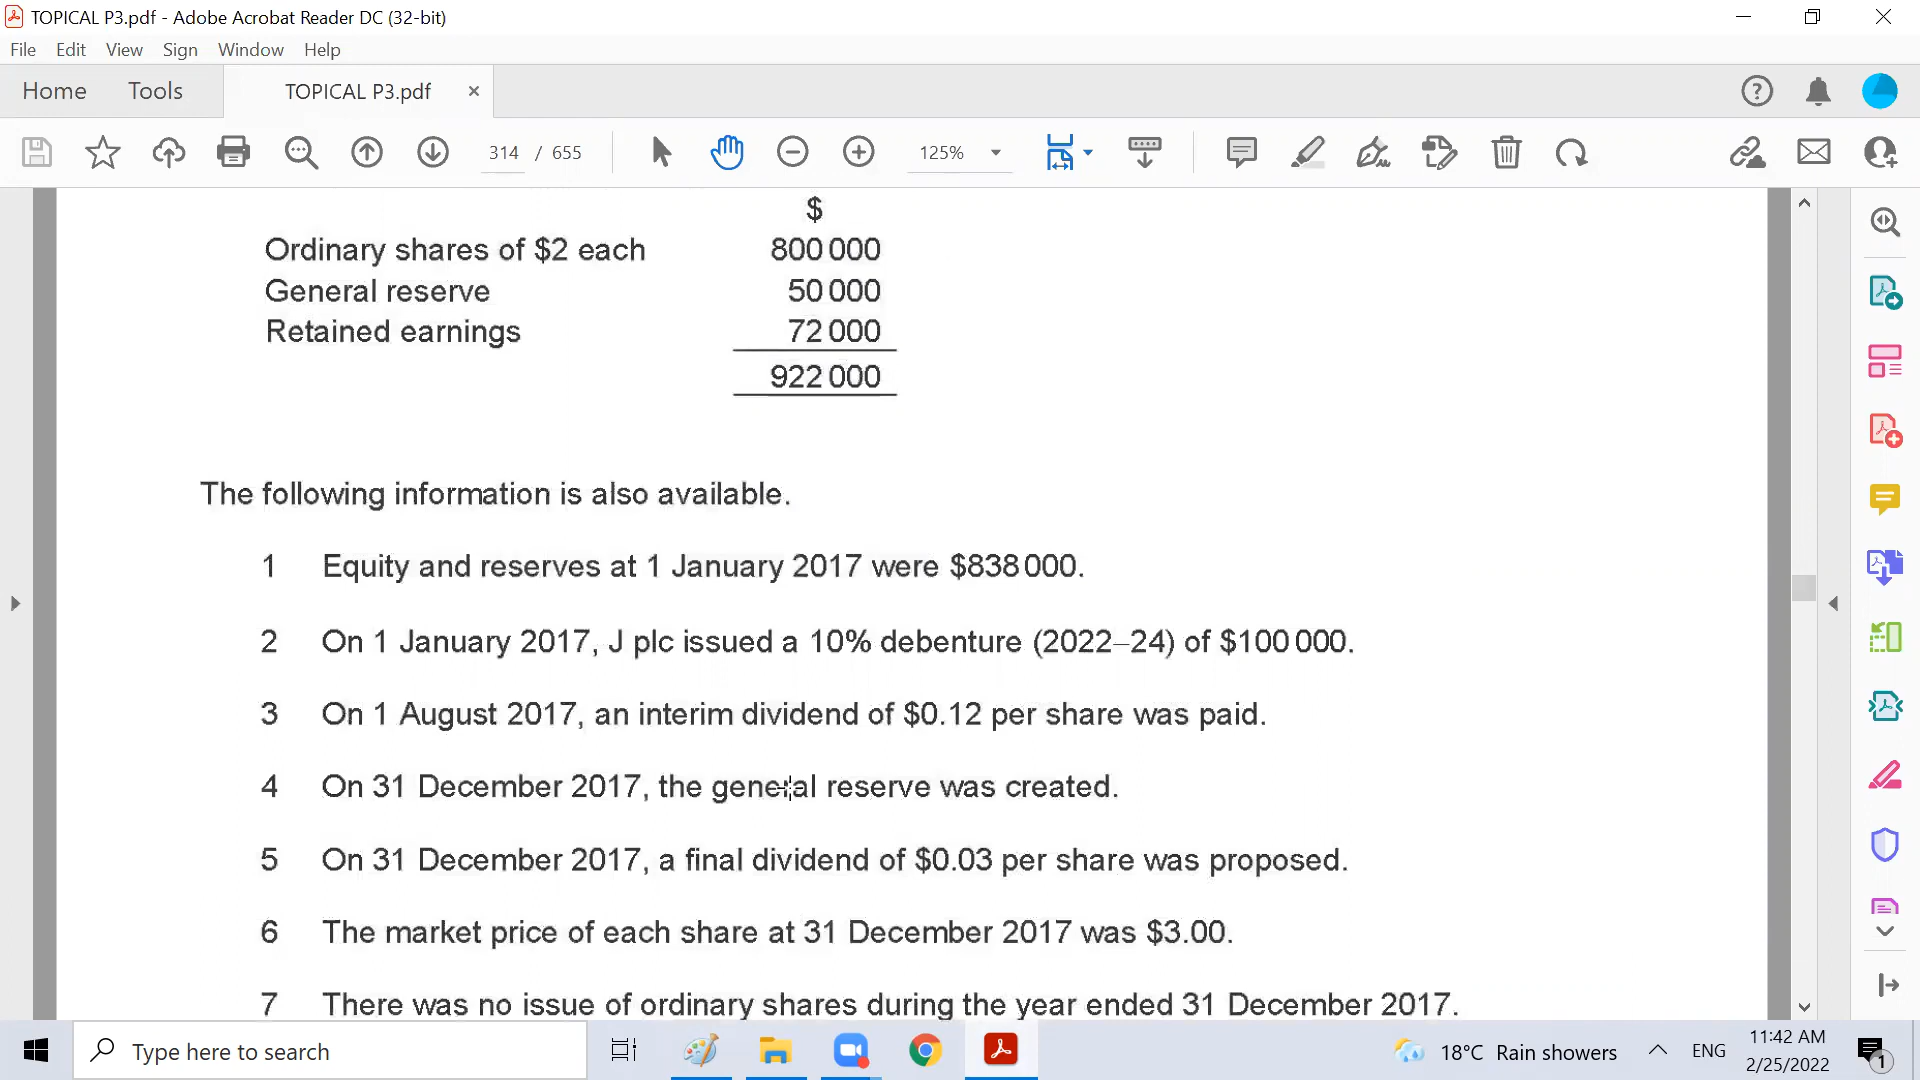 TOPICAL P3.pdf - Adobe Acrobat Reader DC (32-bit)
File Edit View Sign Window Help
Home Tools TOPICAL P3.pdf ×
314 / 655 125%
$
Ordinary shares of $2 each 800 000
General reserve 50 000
Retained earnings 72 000
922 000
The following information is also available.
1 Equity and reserves at 1 January 2017 were $838 000.
2 On 1 January 2017, J plc issued a 10% debenture (2022–24) of $100 000.
3 On 1 August 2017, an interim dividend of $0.12 per share was paid.
4 On 31 December 2017, the general reserve was created.
5 On 31 December 2017, a final dividend of $0.03 per share was proposed.
6 The market price of each share at 31 December 2017 was $3.00.
7 There was no issue of ordinary shares during the year ended 31 December 2017.
Type here to search
18°C Rain showers
ENG
11:42 AM
2/25/2022
1